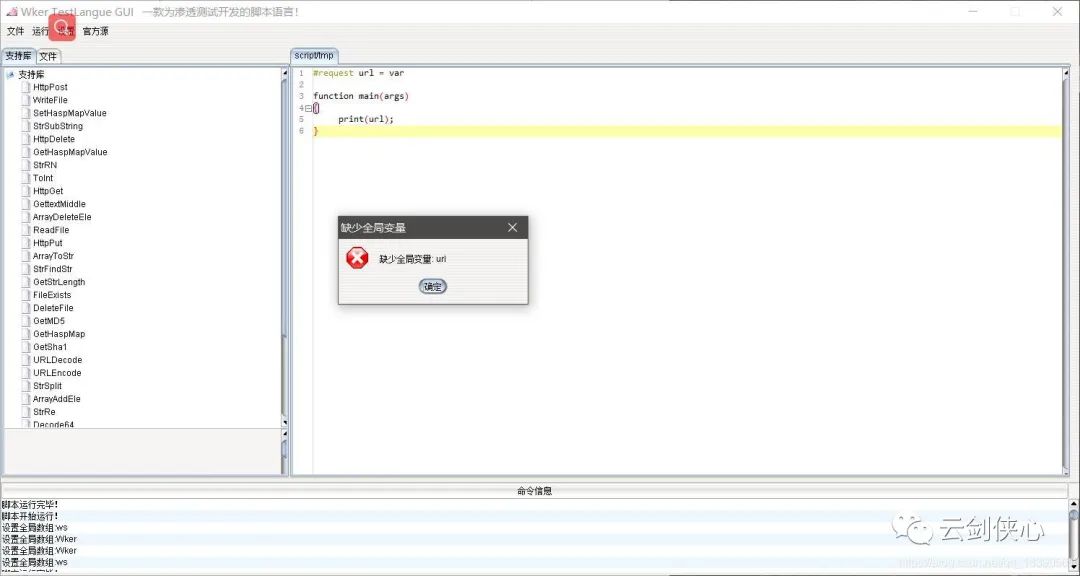 Wker TestLangue GUI 一款为渗透测试开发的脚本语言！
文件 运行 官方源
支持库 文件
script/tmp
支持库
HttpPost
WriteFile
SetHaspMapValue
StrSubString
HttpDelete
GetHaspMapValue
StrRN
ToInt
HttpGet
GettextMiddle
ArrayDeleteEle
ReadFile
HttpPut
ArrayToStr
StrFindStr
GetStrLength
FileExists
DeleteFile
GetMD5
GetHaspMap
GetSha1
URLDecode
URLEncode
StrSplit
ArrayAddEle
StrRe
Decode64
1 #request url = var
2
3 function main(args)
4 {
5 print(url);
6 }
缺少全局变量
缺少全局变量: url
确定
命令信息
脚本运行完毕!
脚本开始运行!
设置全局数组:ws
设置全局数组:Wker
设置全局数组:Wker
设置全局数组:ws
脚本运行完毕!
云剑侠心